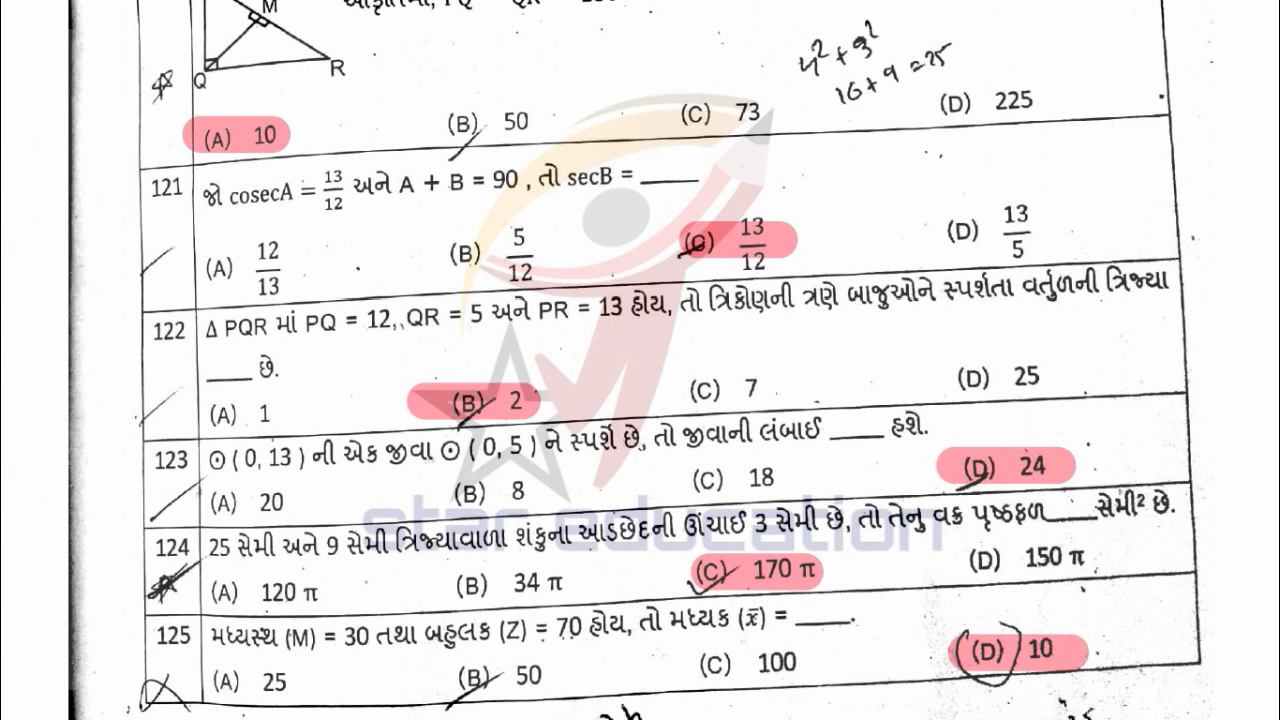 M
Q
R
4² + 3²
16 + 9 = 25
(A) 10 (B) 50 (C) 73 (D) 225
121 જો cosecA = 13/12 અને A + B = 90 , તો secB = ____
(A) 12/13 (B) 5/12 (C) 13/12 (D) 13/5
122 Δ PQR માં PQ = 12, QR = 5 અને PR = 13 હોય, તો ત્રિકોણની ત્રણે બાજુઓને સ્પર્શતા વર્તુળની ત્રિજ્યા
____ છે.
(A) 1 (B) 2 (C) 7 (D) 25
123 ⊙ ( 0, 13 ) ની એક જીવા ⊙ ( 0, 5 ) ને સ્પર્શે છે, તો જીવાની લંબાઈ ____ હશે.
(A) 20 (B) 8 (C) 18 (D) 24
star education
124 25 સેમી અને 9 સેમી ત્રિજ્યાવાળા શંકુના આડછેદની ઊંચાઈ 3 સેમી છે, તો તેનુ વક્ર પૃષ્ઠફળ____સેમી² છે.
(A) 120 π (B) 34 π (C) 170 π (D) 150 π
125 મધ્યસ્થ (M) = 30 તથા બહુલક (Z) = 70 હોય, તો મધ્યક (x̄) = ____.
(A) 25 (B) 50 (C) 100 (D) 10